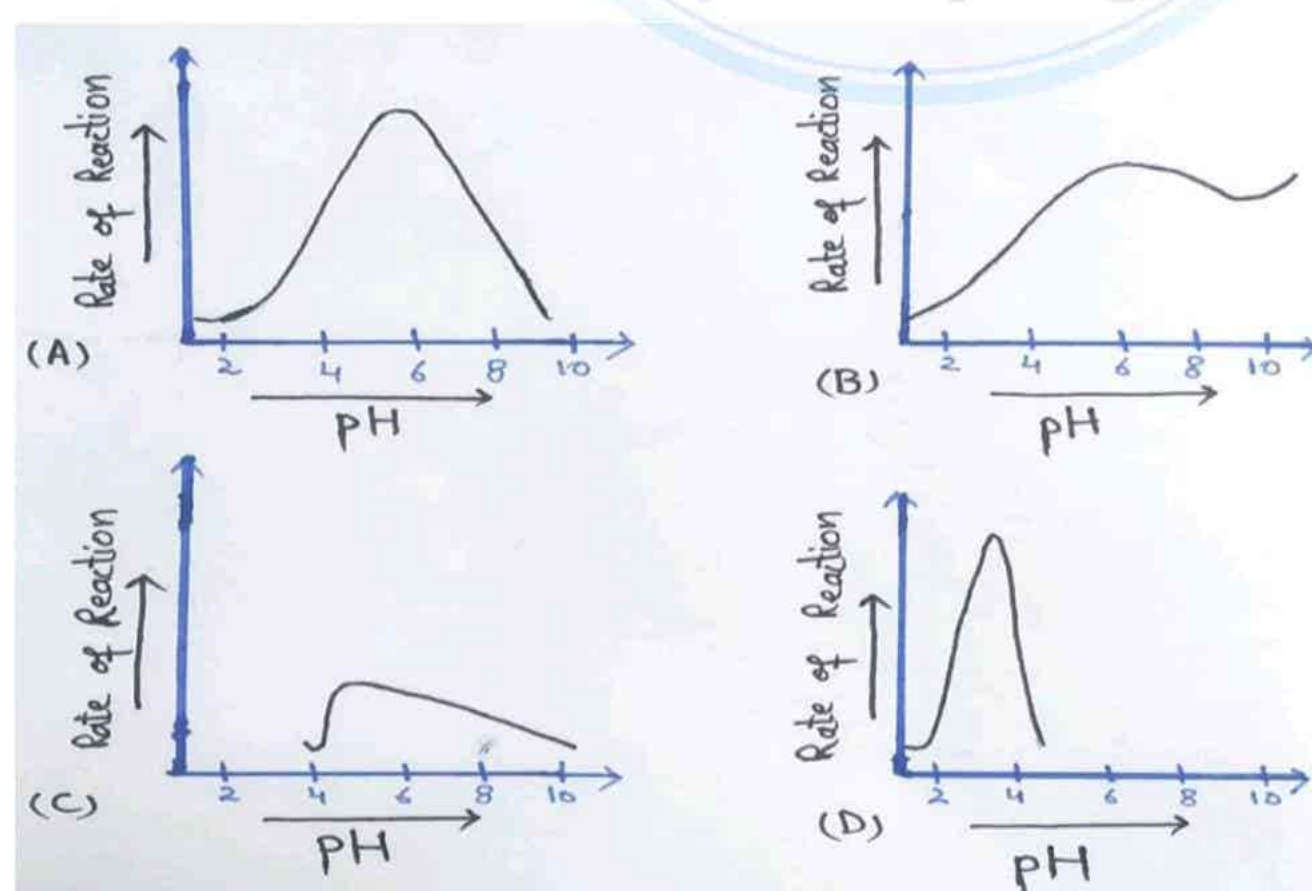 Rate of Reaction
(A)
2 4 6 8 10
pH
Rate of Reaction
(B)
2 4 6 8 10
pH
Rate of Reaction
(C)
2 4 6 8 10
pH
Rate of Reaction
(D)
2 4 6 8 10
pH